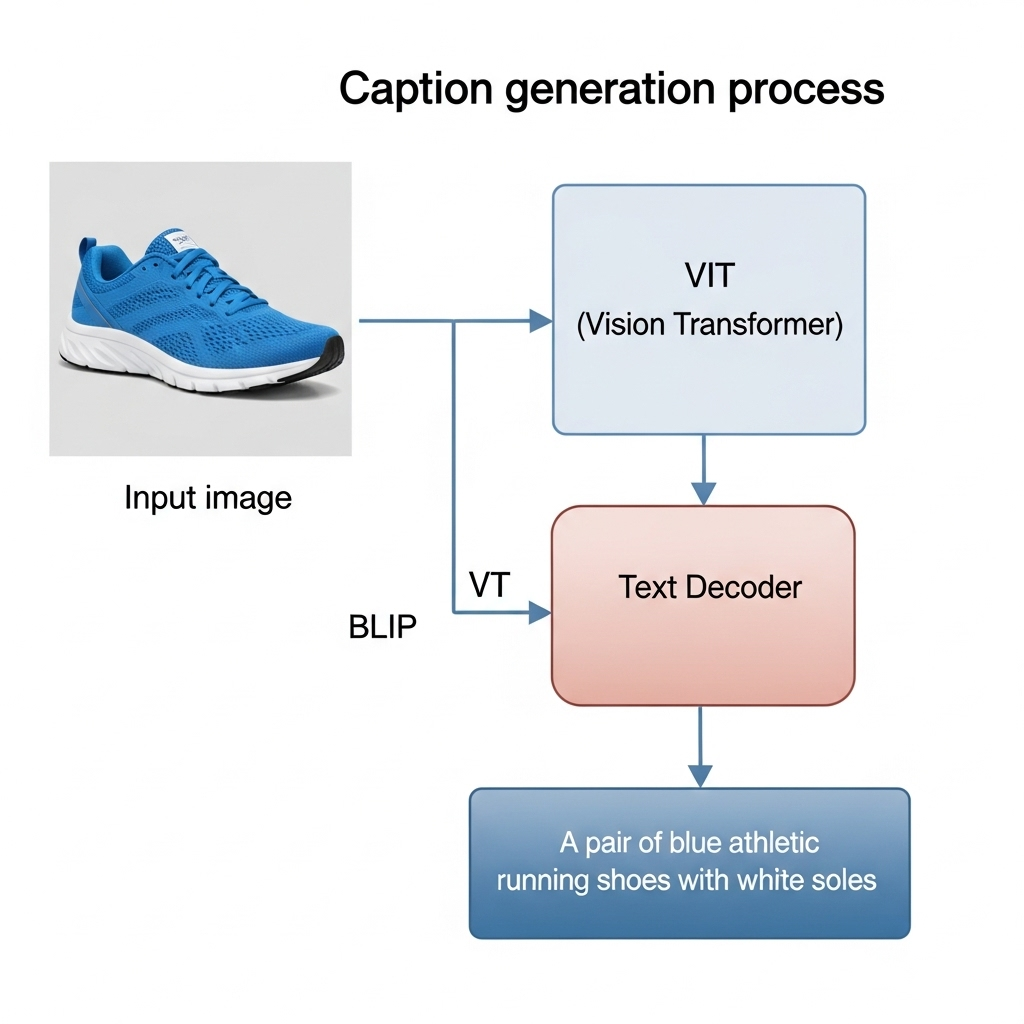 Caption generation process
VIT
(Vision Transformer)
Input image
VT
Text Decoder
BLIP
A pair of blue athletic
running shoes with white soles